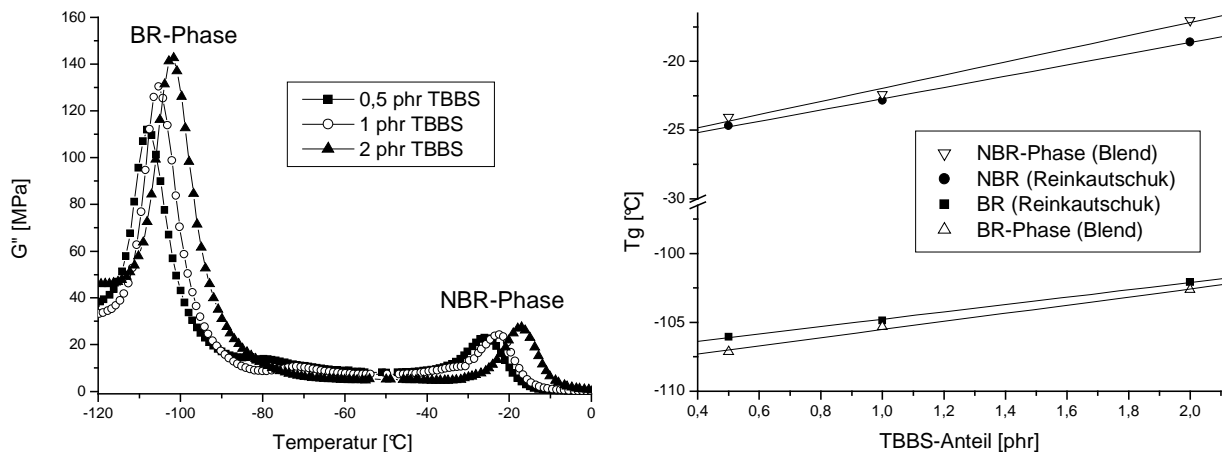 BR-Phase
NBR-Phase
0,5 phr TBBS
1 phr TBBS
2 phr TBBS
G" [MPa]
160
140
120
100
80
60
40
20
0
-120
-100
-80
-60
-40
-20
0
Temperatur [°C]
Tg [°C]
-20
-25
-30
-100
-105
-110
NBR-Phase (Blend)
NBR (Reinkautschuk)
BR (Reinkautschuk)
BR-Phase (Blend)
0,4
0,6
0,8
1,0
1,2
1,4
1,6
1,8
2,0
TBBS-Anteil [phr]